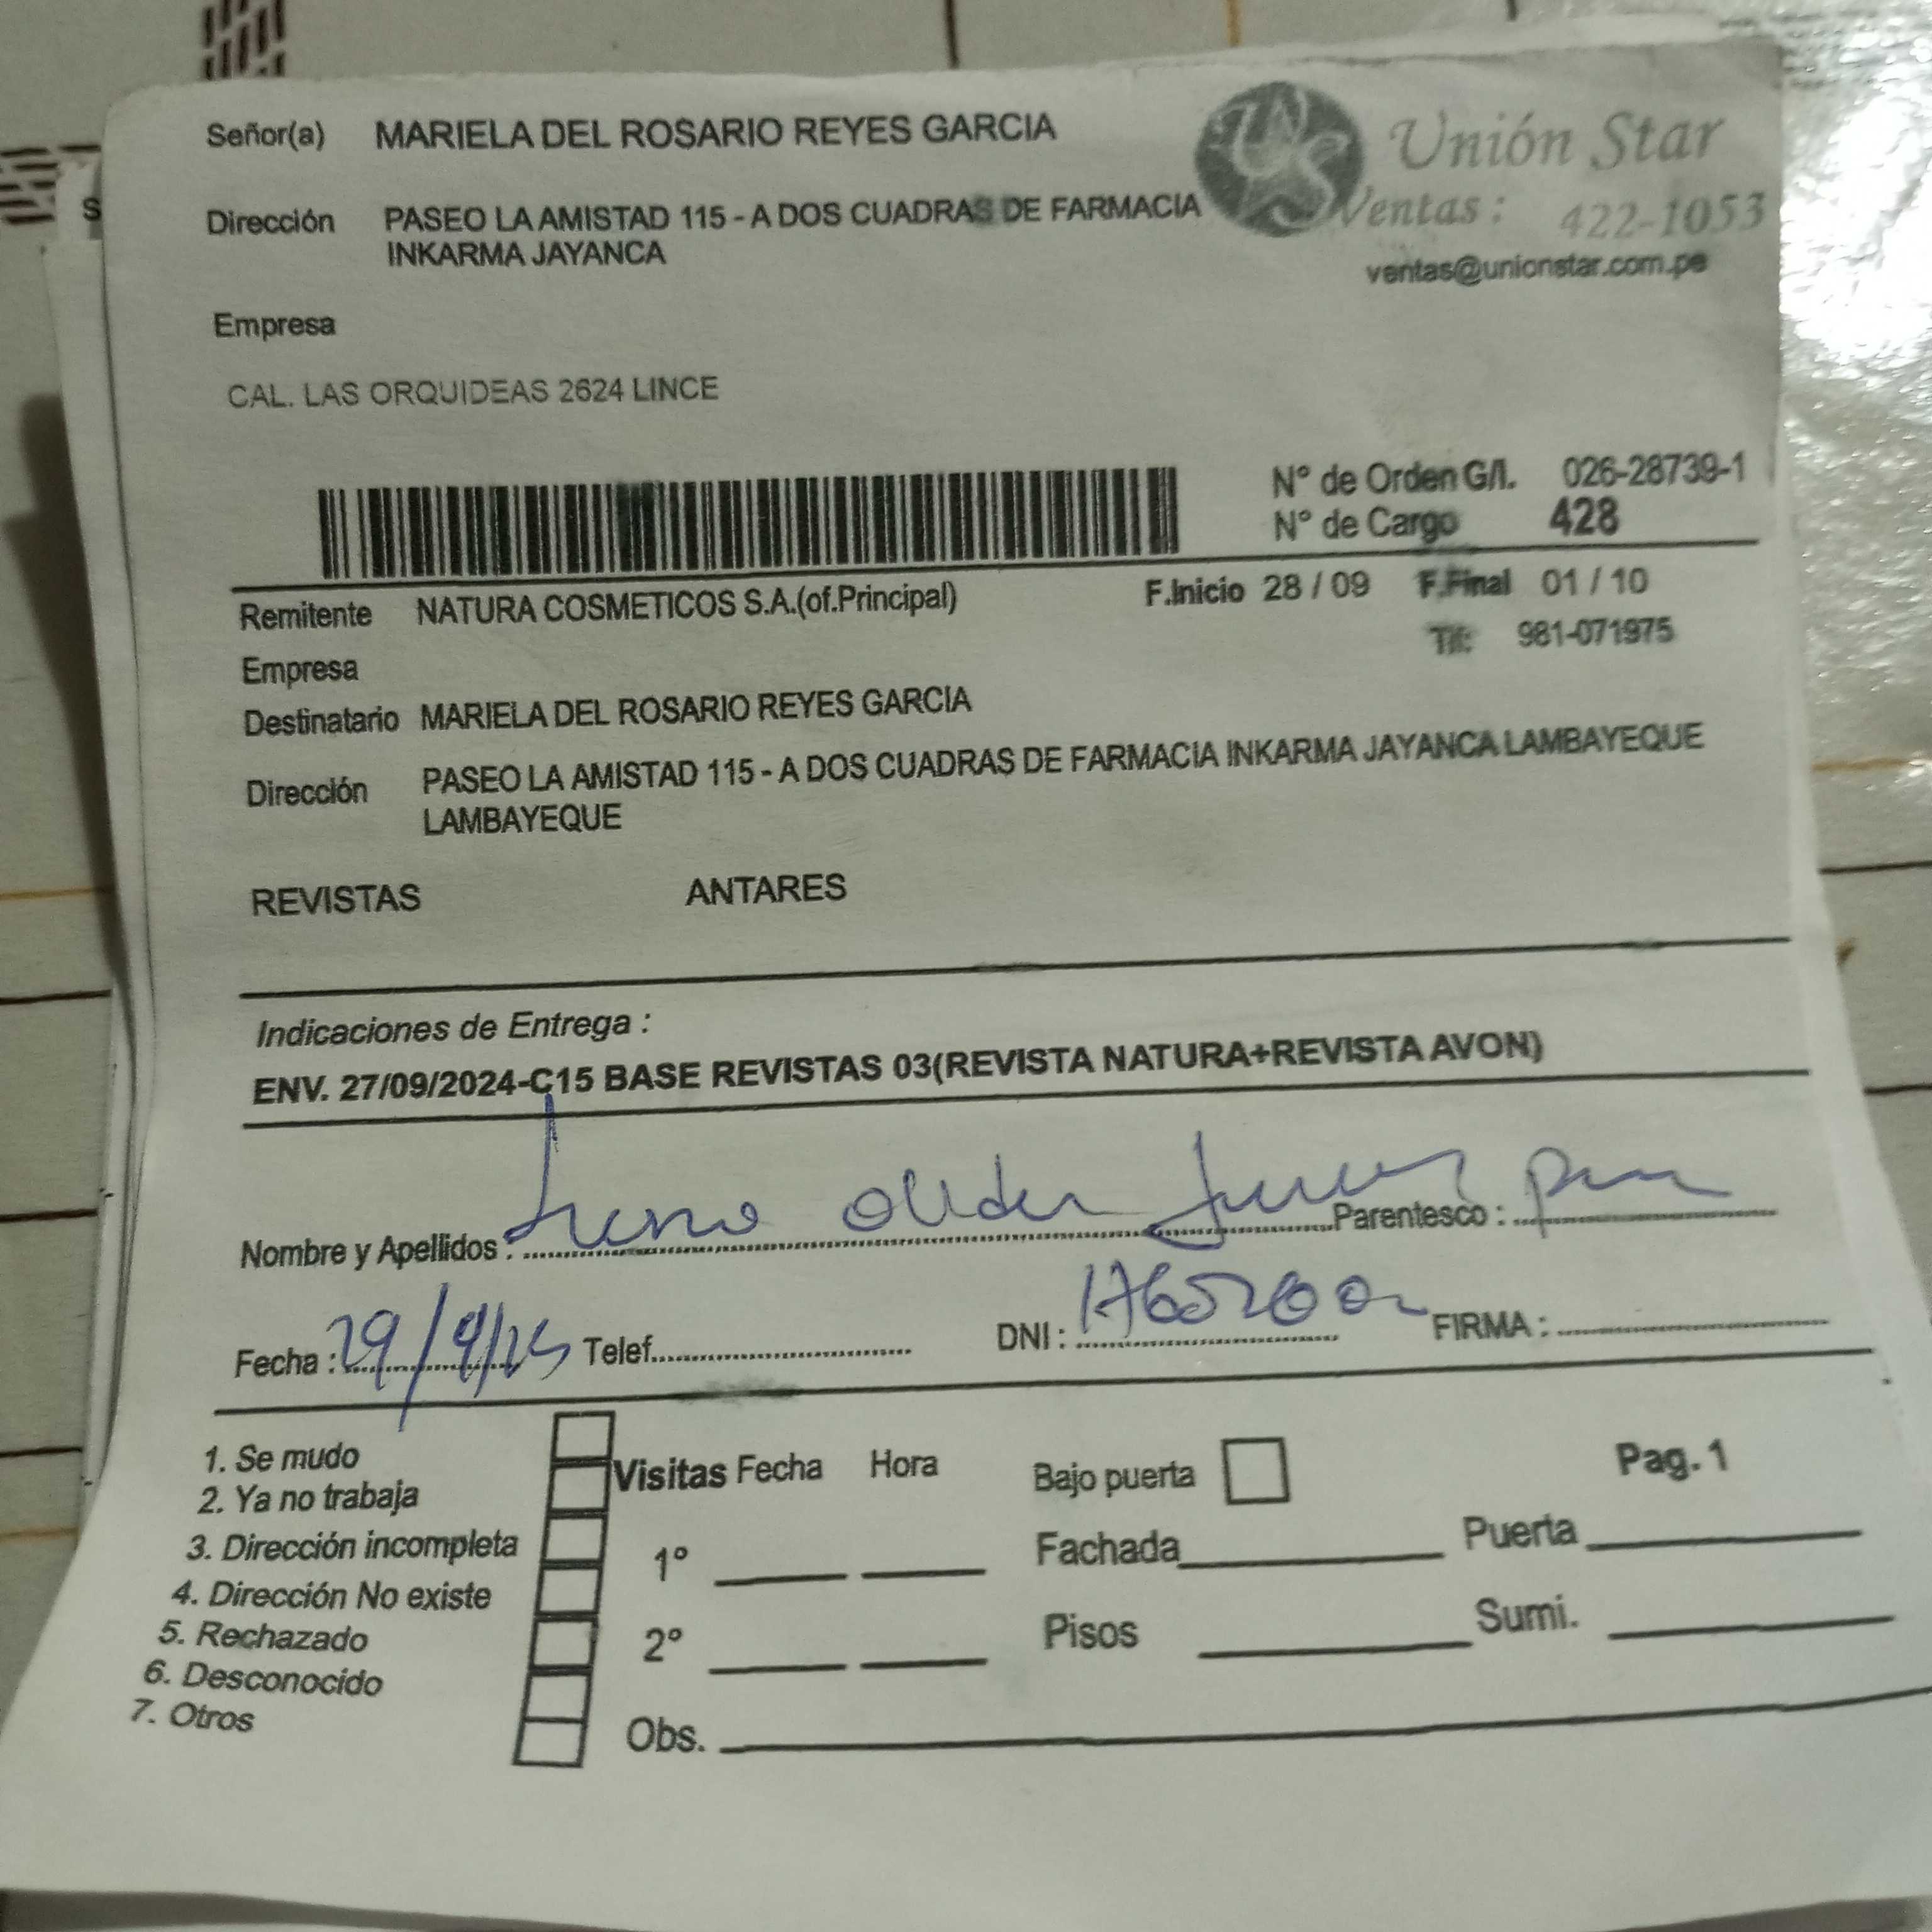 Señor(a) MARIELA DEL ROSARIO REYES GARCIA
Unión Star
Dirección PASEO LA AMISTAD 115 - A DOS CUADRAS DE FARMACIA
INKARMA JAYANCA
Ventas: 422-1053
ventas@unionstar.com.pe
Empresa
CAL. LAS ORQUIDEAS 2624 LINCE
N° de Orden G/I. 026-28739-1
N° de Cargo 428
Remitente NATURA COSMETICOS S.A.(of.Principal) F.Inicio 28 / 09 F.Final 01 / 10
Tlf: 981-071975
Empresa
Destinatario MARIELA DEL ROSARIO REYES GARCIA
Dirección PASEO LA AMISTAD 115 - A DOS CUADRAS DE FARMACIA INKARMA JAYANCA LAMBAYEQUE
LAMBAYEQUE
REVISTAS ANTARES
Indicaciones de Entrega :
ENV. 27/09/2024-C15 BASE REVISTAS 03(REVISTA NATURA+REVISTA AVON)
Nombre y Apellidos : Parentesco :
Fecha : Telef. DNI : FIRMA :
1. Se mudo
2. Ya no trabaja
3. Dirección incompleta
4. Dirección No existe
5. Rechazado
6. Desconocido
7. Otros
Visitas Fecha Hora
1°
2°
Obs.
Bajo puerta
Pag. 1
Fachada Puerta
Pisos Sumi.